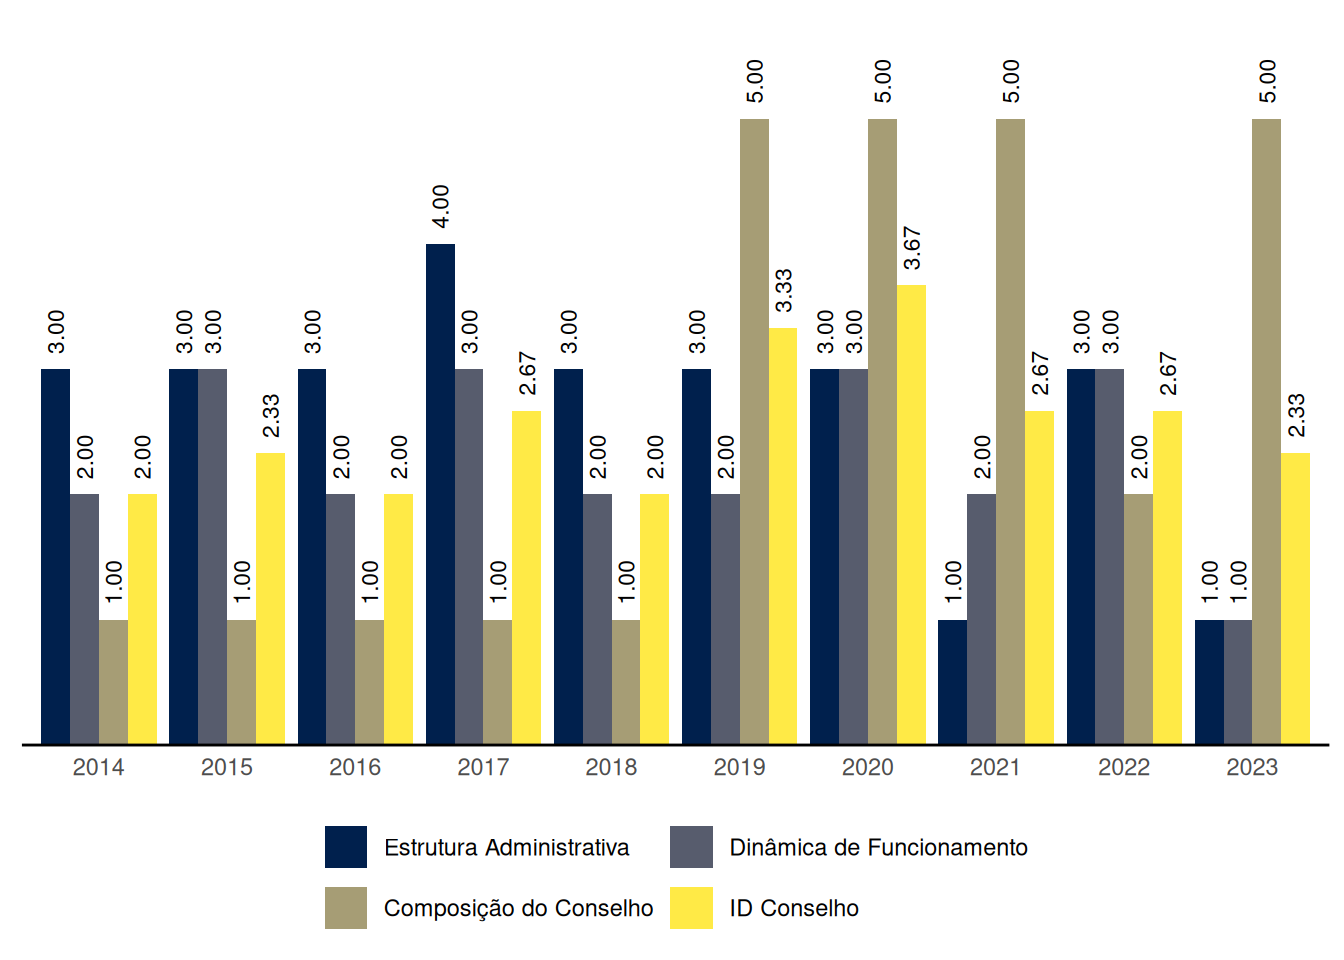 5.00 5.00 5.00 5.00
4.00
3.67
3.33
3.00 3.00 3.00 3.00 3.00 3.00 3.00 3.00 3.00 3.00 3.00 3.00
2.67 2.67 2.67
2.33 2.33
2.00 2.00 2.00 2.00 2.00 2.00 2.00 2.00 2.00
1.00 1.00 1.00 1.00 1.00 1.00 1.00 1.00
2014 2015 2016 2017 2018 2019 2020 2021 2022 2023
Estrutura Administrativa Dinâmica de Funcionamento
Composição do Conselho ID Conselho